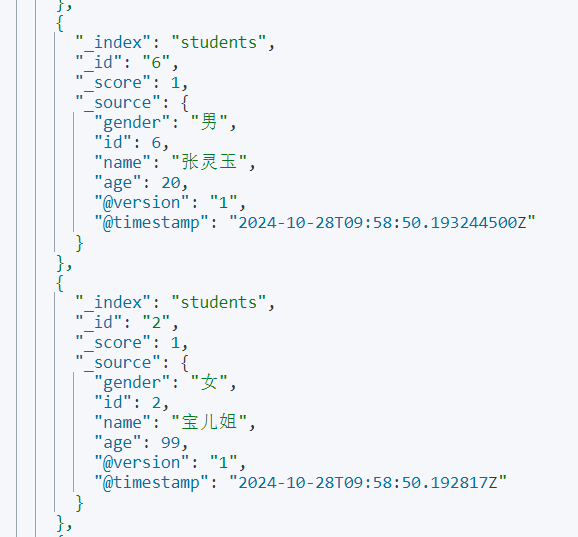 },
{
"_index": "students",
"_id": "6",
"_score": 1,
"_source": {
"gender": "男",
"id": 6,
"name": "张灵玉",
"age": 20,
"@version": "1",
"@timestamp": "2024-10-28T09:58:50.193244500Z"
}
},
{
"_index": "students",
"_id": "2",
"_score": 1,
"_source": {
"gender": "女",
"id": 2,
"name": "宝儿姐",
"age": 99,
"@version": "1",
"@timestamp": "2024-10-28T09:58:50.192817Z"
}
},